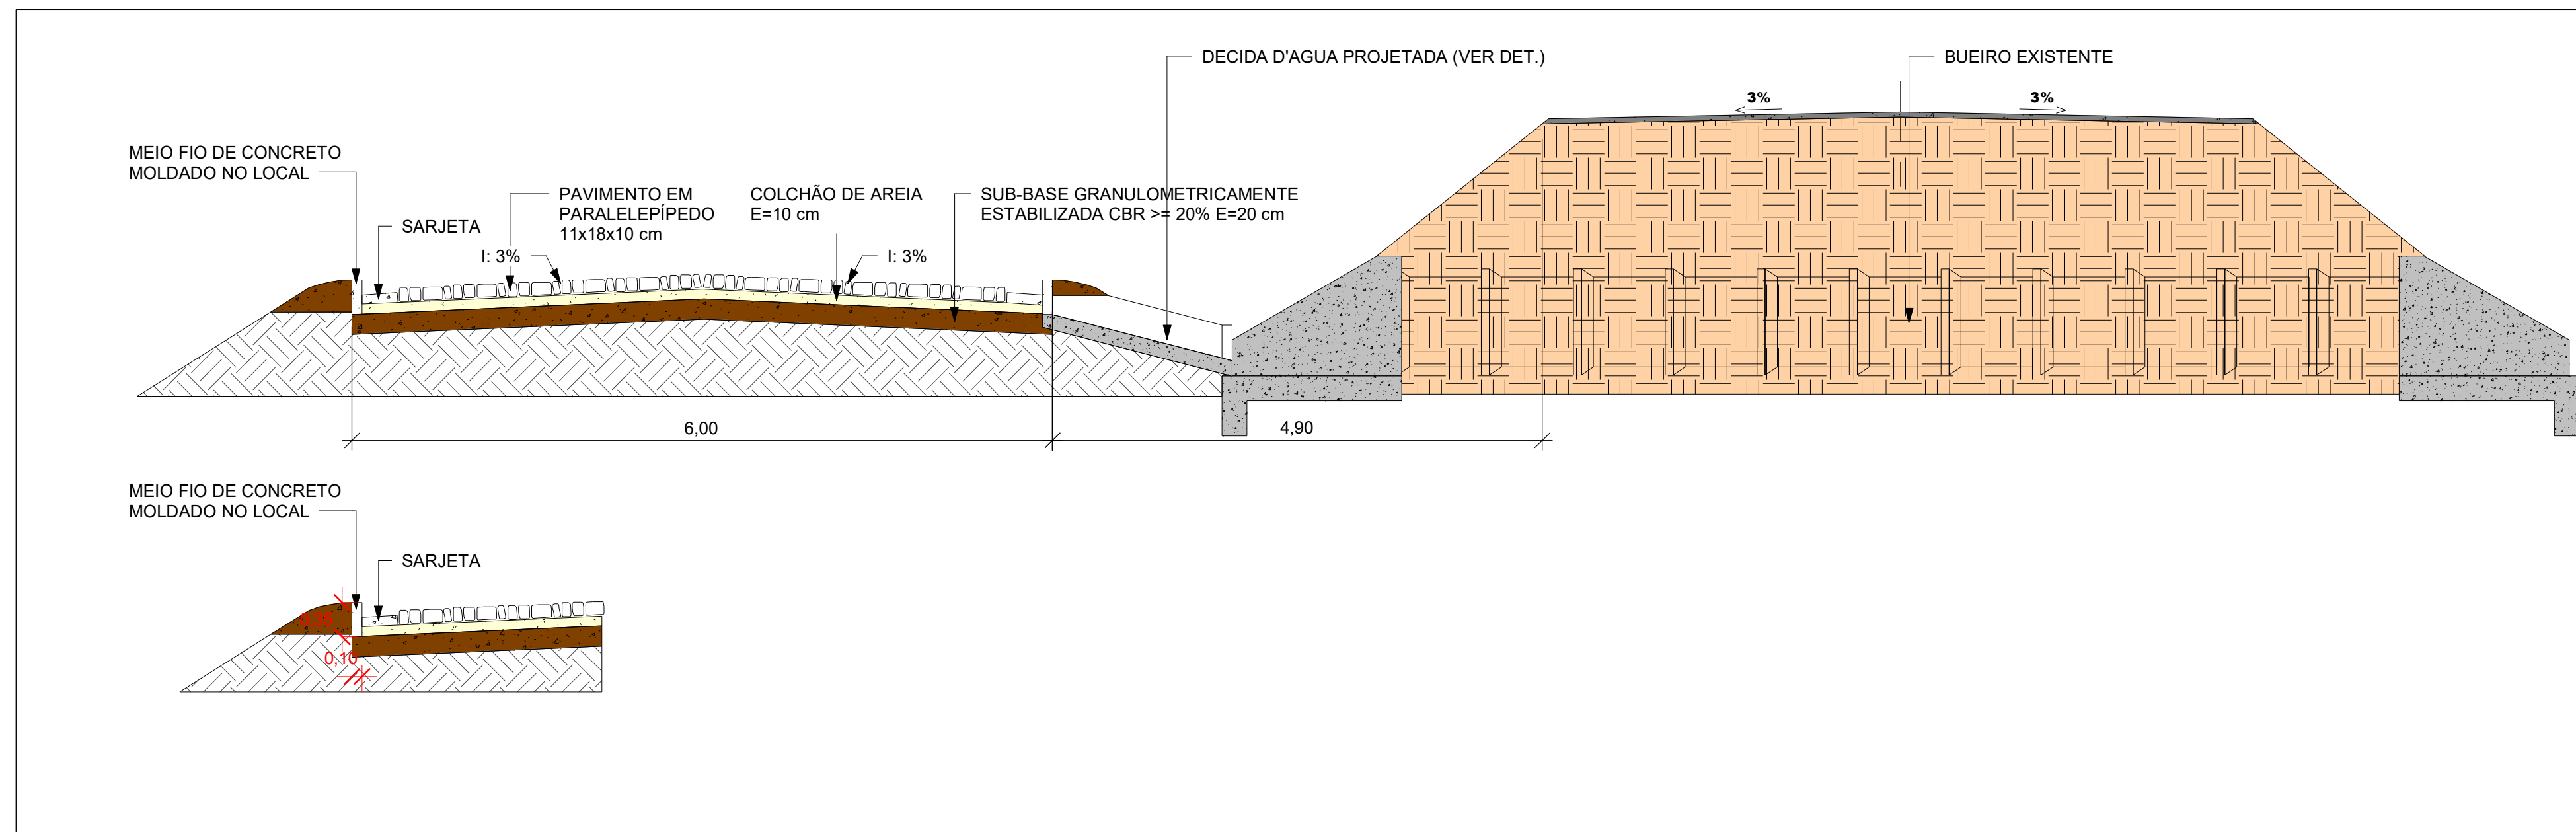 DECIDA D'AGUA PROJETADA (VER DET.)
BUEIRO EXISTENTE
3%
3%
MEIO FIO DE CONCRETO
MOLDADO NO LOCAL
SARJETA
PAVIMENTO EM
PARALELEPÍPEDO
11x18x10 cm
COLCHÃO DE AREIA
E=10 cm
SUB-BASE GRANULOMETRICAMENTE
ESTABILIZADA CBR >= 20% E=20 cm
I: 3%
I: 3%
6,00
4,90
MEIO FIO DE CONCRETO
MOLDADO NO LOCAL
SARJETA
0,35
0,10